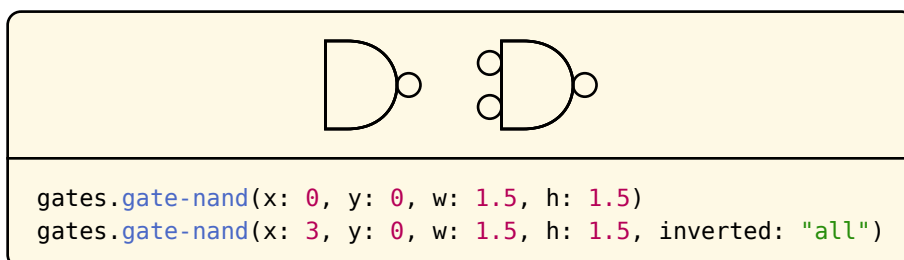 gates.gate-nand(x: 0, y: 0, w: 1.5, h: 1.5)
gates.gate-nand(x: 3, y: 0, w: 1.5, h: 1.5, inverted: "all")